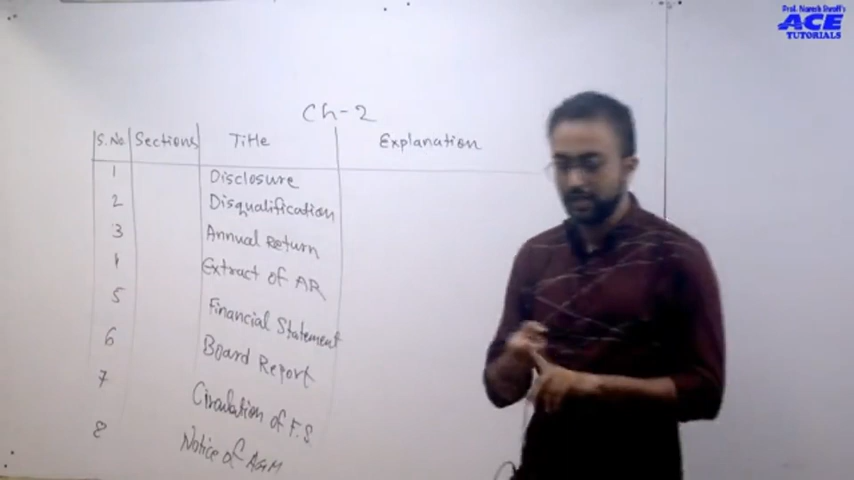 Prof. Naresh Shroff's
ACE
TUTORIALS
Ch-2
S.No Sections Title Explanation
1 Disclosure
2 Disqualification
3 Annual Return
4 Extract of AR
5 Financial Statement
6 Board Report
7 Circulation of F.S
8 Notice of AGM